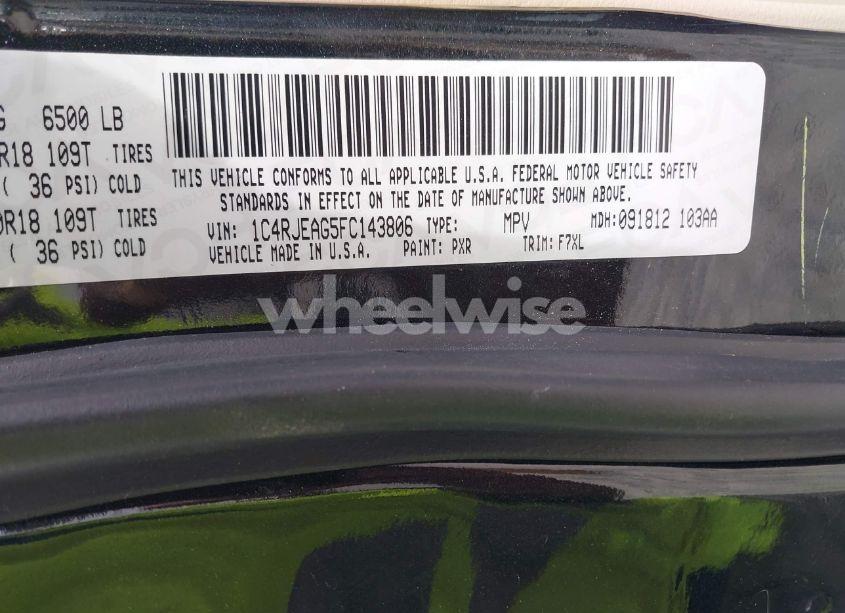 G 6500 LB
R18 109T TIRES
( 36 PSI) COLD
0R18 109T TIRES
( 36 PSI) COLD
THIS VEHICLE CONFORMS TO ALL APPLICABLE U.S.A. FEDERAL MOTOR VEHICLE SAFETY
STANDARDS IN EFFECT ON THE DATE OF MANUFACTURE SHOWN ABOVE.
VIN: 1C4RJEAG5FC143806 TYPE: MPV MDH:091812 103AA
VEHICLE MADE IN U.S.A. PAINT: PXR TRIM: F7XL
wheelwise